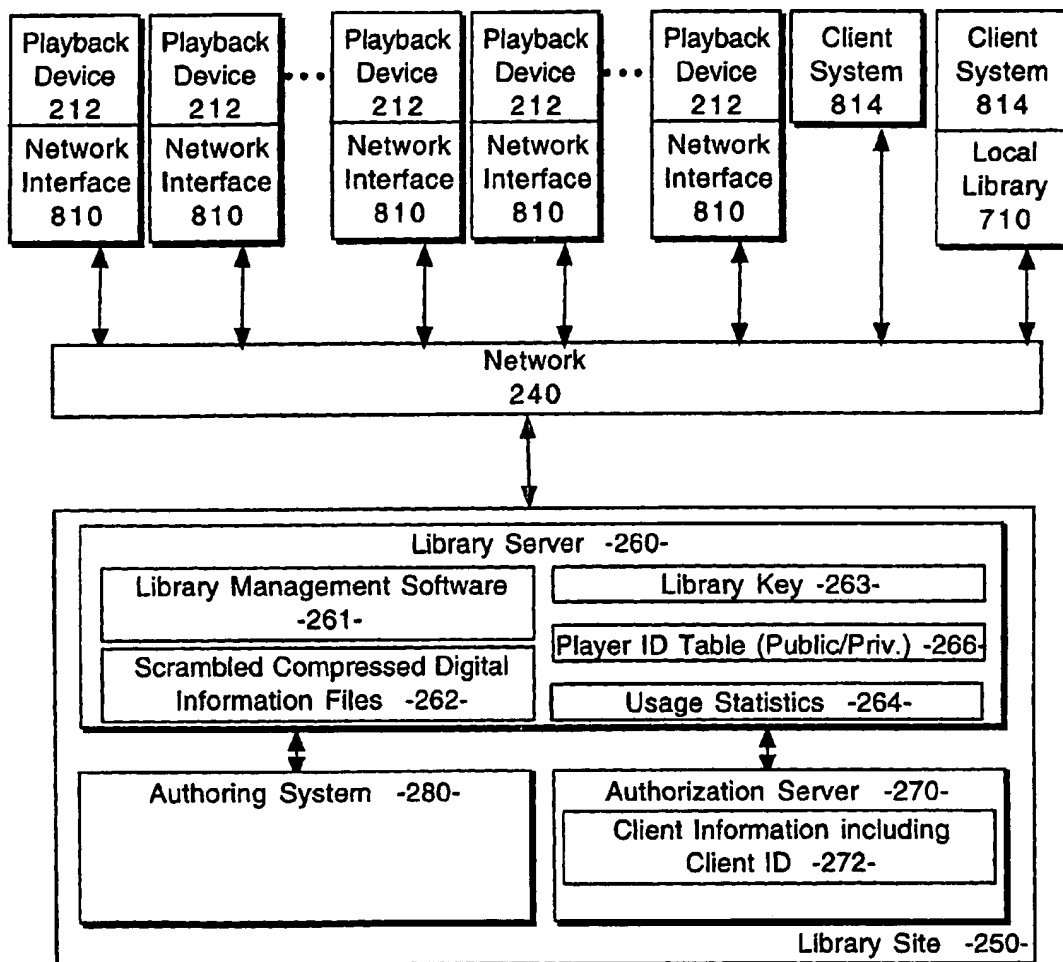 Playback
Device
212
Network
Interface
810
Playback
Device
212
Network
Interface
810
Playback
Device
212
Network
Interface
810
Playback
Device
212
Network
Interface
810
Playback
Device
212
Network
Interface
810
Client
System
814
Client
System
814
Local
Library
710
Network
240
Library Server -260-
Library Management Software
-261-
Scrambled Compressed Digital
Information Files -262-
Library Key -263-
Player ID Table (Public/Priv.) -266-
Usage Statistics -264-
Authoring System -280-
Authorization Server -270-
Client Information including
Client ID -272-
Library Site -250-